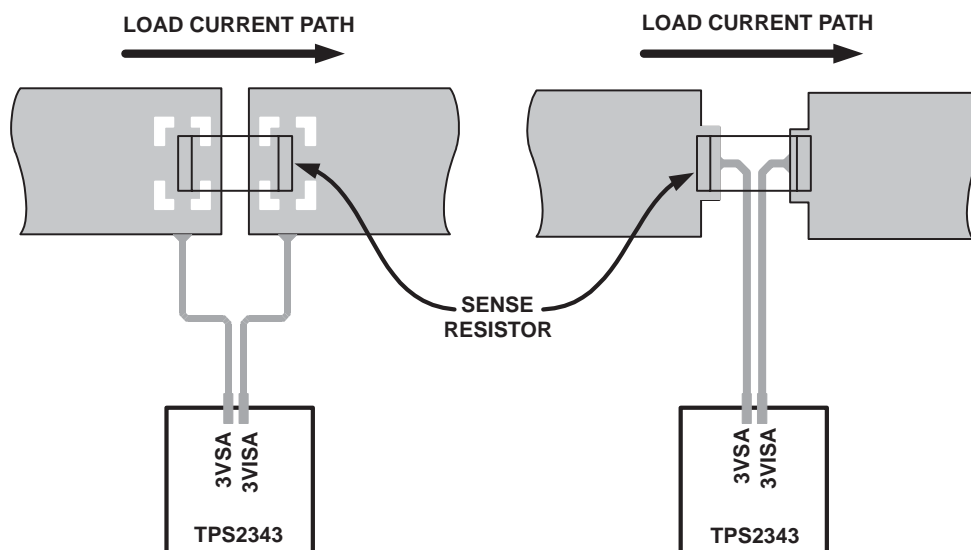 LOAD CURRENT PATH
LOAD CURRENT PATH
SENSE
RESISTOR
3VSA
3VISA
TPS2343
3VSA
3VISA
TPS2343